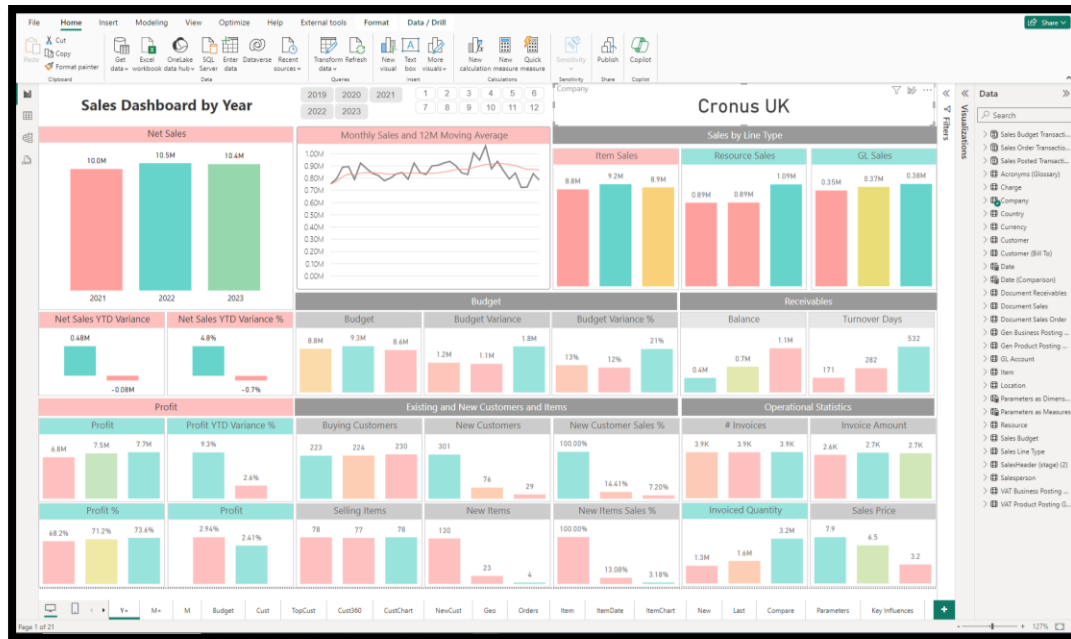 File Home Insert Modeling View Optimize Help External tools Format Data / Drill
Share
Paste
Cut
Copy
Format painter
Clipboard
Get data
Excel workbook
OneLake data hub
SQL Server
Enter data
Dataverse
Recent sources
Data
Transform data
Refresh
Queries
New visual
Text box
More visuals
Insert
New calculation
New measure
Quick measure
Calculations
Sensitivity
Sensitivity
Publish
Share
Copilot
Copilot
Sales Dashboard by Year
2019 2020 2021
2022 2023
1 2 3 4 5 6
7 8 9 10 11 12
Company
Cronus UK
Net Sales
10.0M 10.5M 10.4M
2021 2022 2023
Monthly Sales and 12M Moving Average
1.00M
0.90M
0.80M
0.70M
0.60M
0.50M
0.40M
0.30M
0.20M
0.10M
0.00M
Sales by Line Type
Item Sales
8.8M 9.2M 8.9M
Resource Sales
0.89M 0.89M 1.09M
GL Sales
0.35M 0.37M 0.38M
Net Sales YTD Variance
0.48M
-0.08M
Net Sales YTD Variance %
4.8%
-0.7%
Budget
Budget
8.8M 9.3M 8.6M
Budget Variance
1.2M 1.1M 1.8M
Budget Variance %
13% 12% 21%
Receivables
Balance
0.4M 0.7M 1.1M
Turnover Days
171 282 532
Profit
Profit
6.8M 7.5M 7.7M
Profit YTD Variance %
9.3% 2.6%
Profit %
68.2% 71.2% 73.6%
Profit
2.94% 2.41%
Existing and New Customers and Items
Buying Customers
223 224 230
New Customers
301 76 29
New Customer Sales %
100.00% 14.41% 7.20%
Selling Items
78 77 78
New Items
130 23 4
New Items Sales %
100.00% 13.08% 3.18%
Operational Statistics
# Invoices
3.9K 3.9K 3.9K
Invoice Amount
2.6K 2.7K 2.7K
Invoiced Quantity
1.3M 1.6M 3.2M
Sales Price
7.9 6.5 3.2
Filters
Visualizations
Data
Search
Sales Budget Transacti...
Sales Order Transactio...
Sales Posted Transacti...
Acronyms (Glossary)
Charge
Company
Country
Currency
Customer
Customer (Bill To)
Date
Date (Comparison)
Document Receivables
Document Sales
Document Sales Order
Gen Business Posting ...
Gen Product Posting ...
GL Account
Item
Location
Parameters as Dimens...
Parameters as Measures
Resource
Sales Budget
Sales Line Type
SalesHeader (stage) (2)
Salesperson
VAT Business Posting ...
VAT Product Posting G...
Y+ M+ M Budget Cust TopCust Cust360 CustChart NewCust Geo Orders Item ItemDate ItemChart New Last Compare Parameters Key Influences +
Page 1 of 21
- + 127%